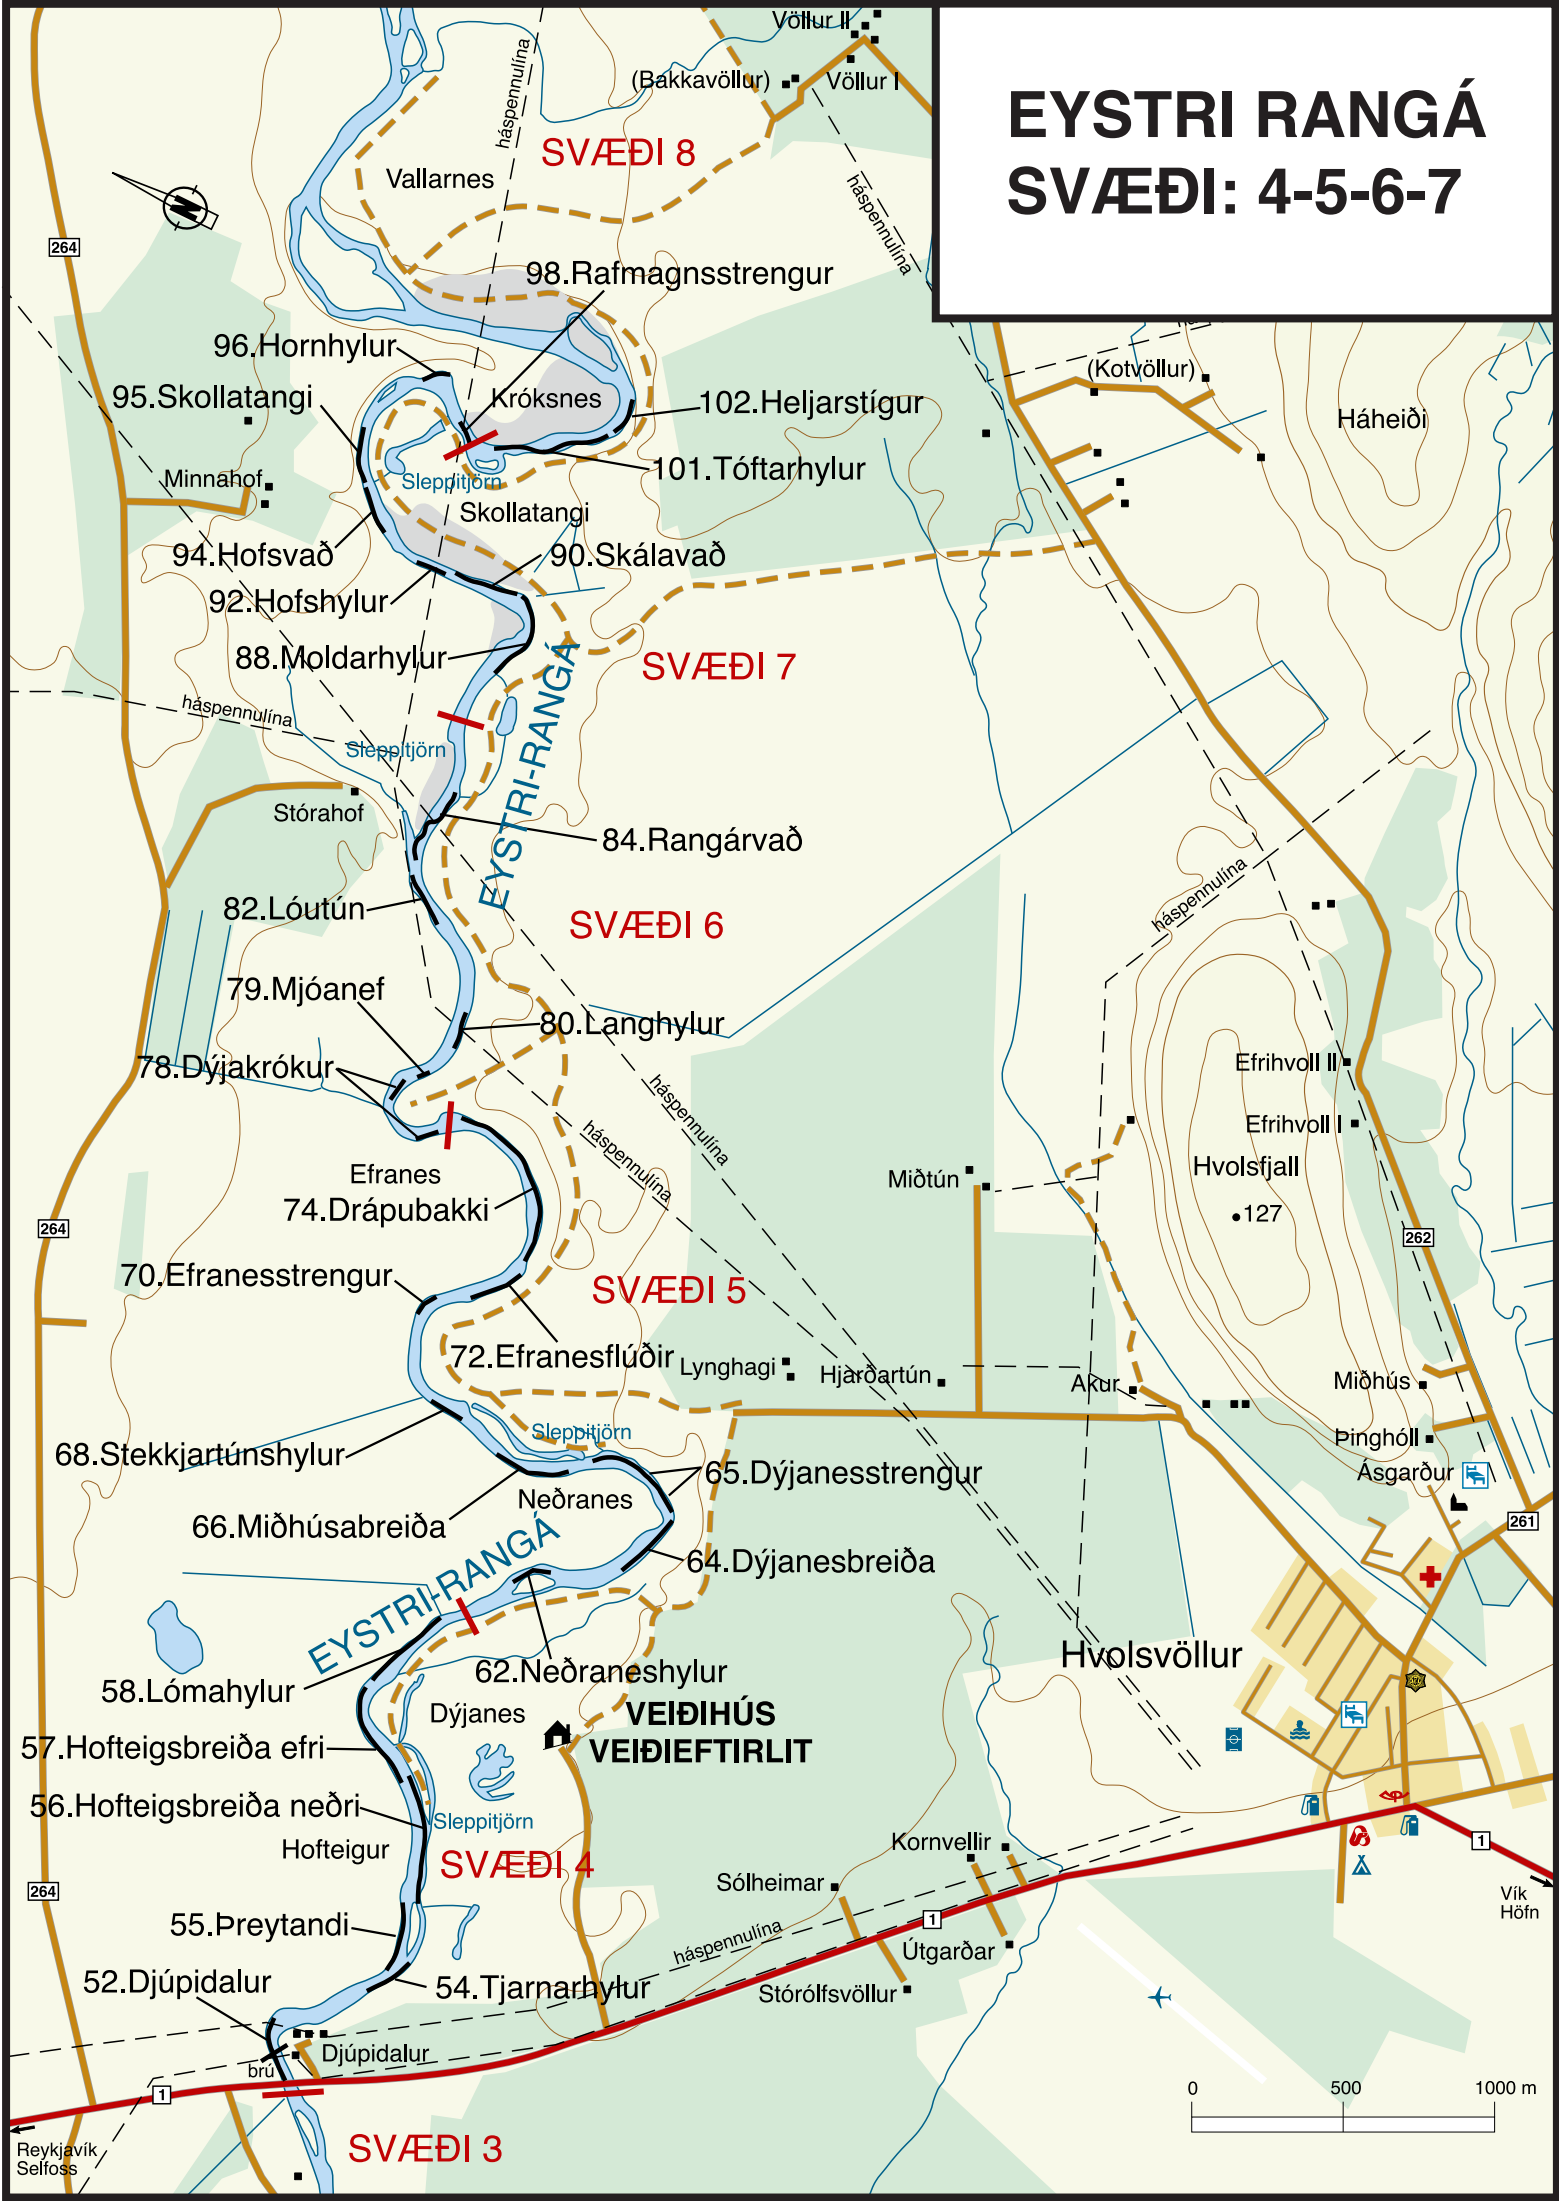 EYSTRI RANGÁ
SVÆÐI: 4-5-6-7
Völlur II
(Bakkavöllur)
Völlur I
háspennulína
SVÆÐI 8
Vallarnes
háspennulína
N
264
98.Rafmagnsstrengur
96.Hornhylur
95.Skollatangi
Króksnes
102.Heljarstígur
(Kotvöllur)
Háheiði
101.Tóftarhylur
Minnahof
Sleppitjörn
Skollatangi
94.Hofsvað
90.Skálavað
92.Hofshylur
88.Moldarhylur
SVÆÐI 7
háspennulína
Sleppitjörn
EYSTRI-RANGÁ
Stórahof
84.Rangárvað
háspennulína
82.Lóutún
SVÆÐI 6
79.Mjóanef
80.Langhylur
78.Dýjakrókur
Efrihvoll II
háspennulína
háspennulína
Efrihvoll I
Efranes
Miðtún
Hvolsfjall
74.Drápubakki
127
264
262
70.Efranesstrengur
SVÆÐI 5
72.Efranesflúðir
Lynghagi
Hjarðartún
Akur
Miðhús
Sleppitjörn
Þinghóll
68.Stekkjartúnshylur
65.Dýjanesstrengur
Ásgarður
Neðranes
66.Miðhúsabreiða
261
64.Dýjanesbreiða
EYSTRI-RANGÁ
Hvolsvöllur
62.Neðraneshylur
58.Lómahylur
Dýjanes
VEIÐIHÚS
VEIÐIEFTIRLIT
57.Hofteigsbreiða efri
56.Hofteigsbreiða neðri
Sleppitjörn
Hofteigur
SVÆÐI 4
Kornvellir
1
264
Sólheimar
Vík
Höfn
55.Þreytandi
1
háspennulína
Útgarðar
52.Djúpidalur
54.Tjarnarhylur
Stórólfsvöllur
Djúpidalur
brú
1
0
500
1000 m
Reykjavík
Selfoss
SVÆÐI 3